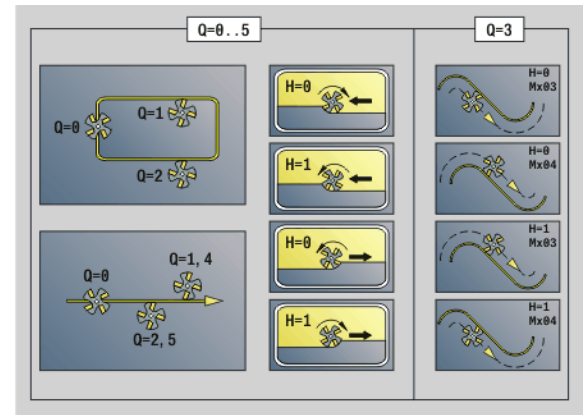 Q=0..5
Q=3
Q=0
Q=1
Q=2
Q=0
Q=1,4
Q=2,5
H=0
H=1
H=0
H=1
H=0
Mx03
H=0
Mx04
H=1
Mx03
H=1
Mx04